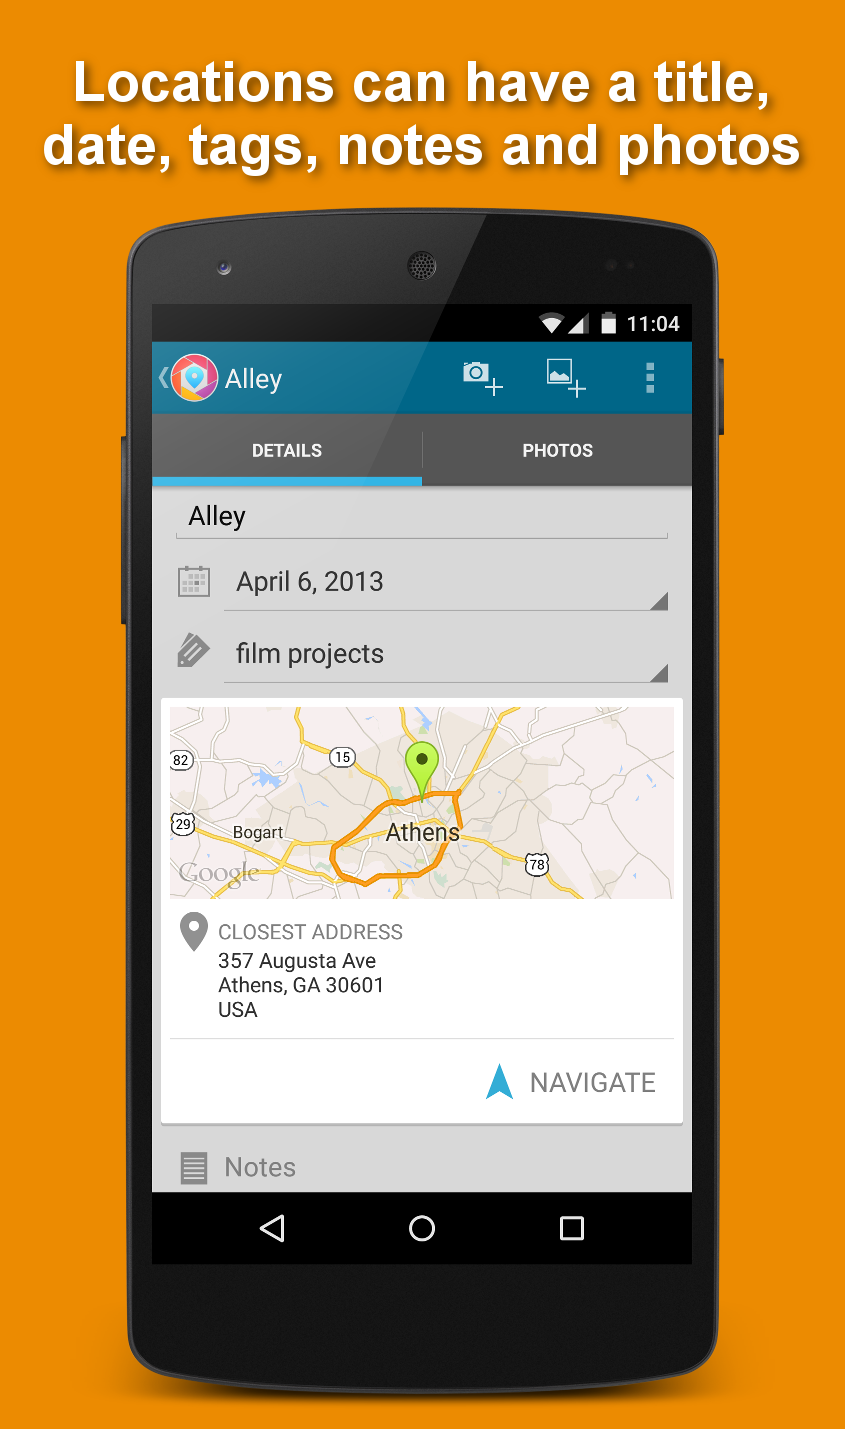 Locations can have a title,
date, tags, notes and photos
11:04
Alley
DETAILS
PHOTOS
Alley
April 6, 2013
film projects
82
15
29
Bogart
Athens
78
Google
CLOSEST ADDRESS
357 Augusta Ave
Athens, GA 30601
USA
NAVIGATE
Notes